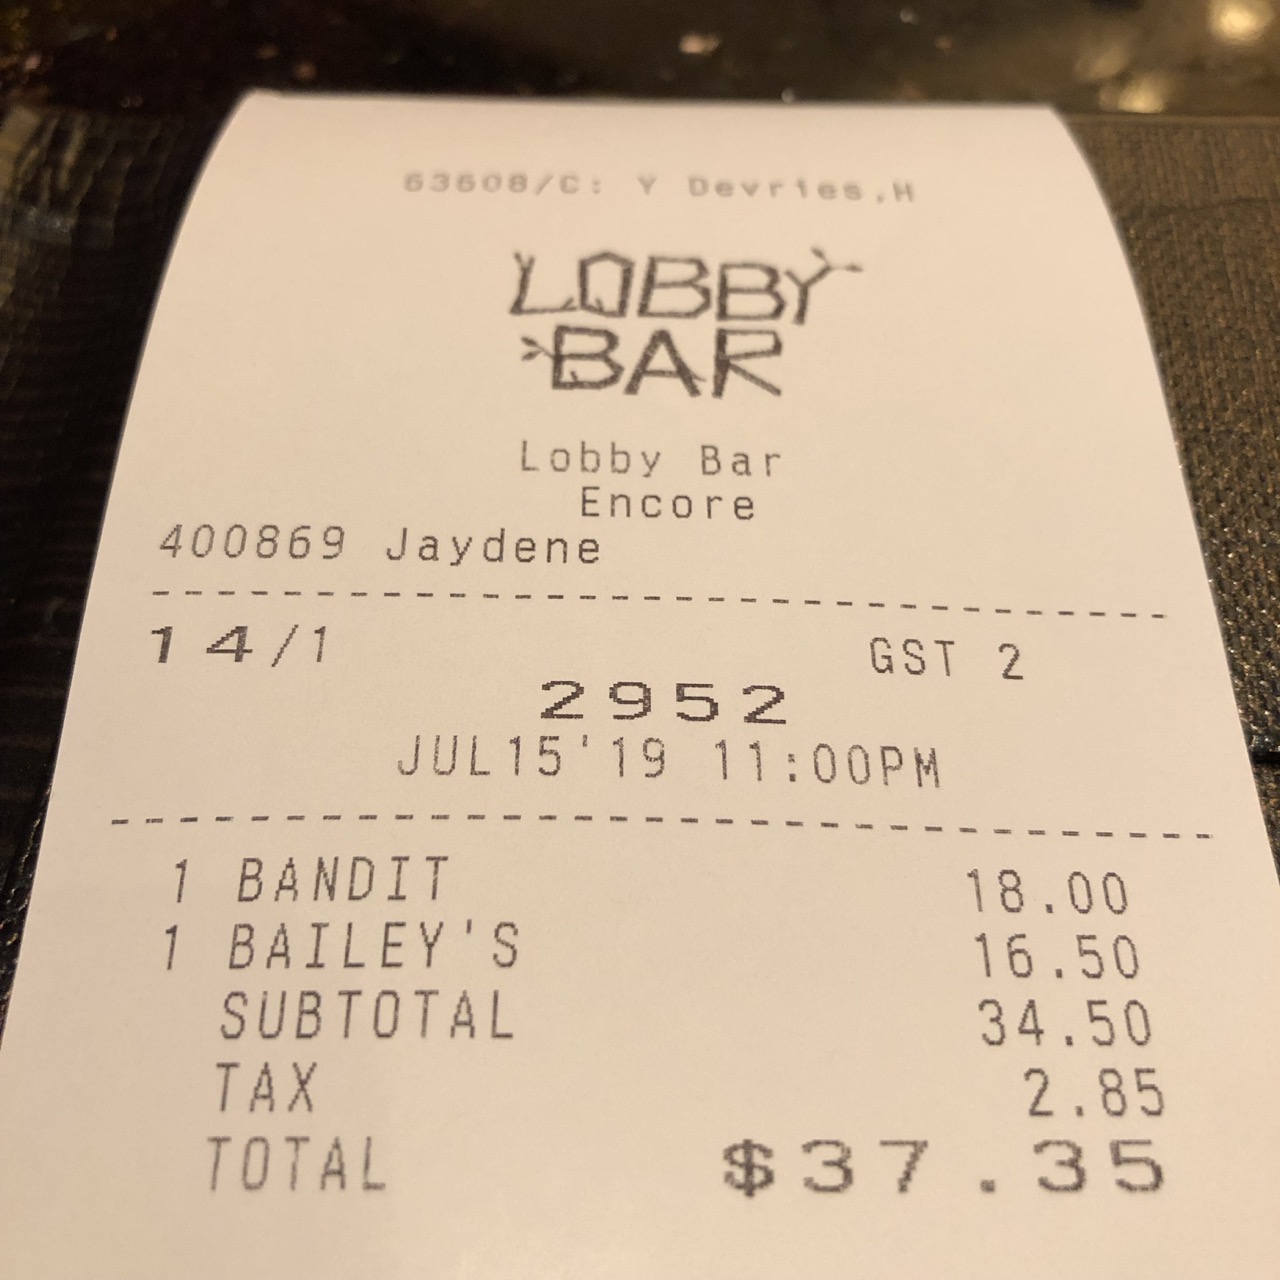 63608/C: Y Devries,H
LOBBY
BAR
Lobby Bar
Encore
400869 Jaydene
14/1 GST 2
2952
JUL15'19 11:00PM
1 BANDIT 18.00
1 BAILEY'S 16.50
SUBTOTAL 34.50
TAX 2.85
TOTAL $37.35